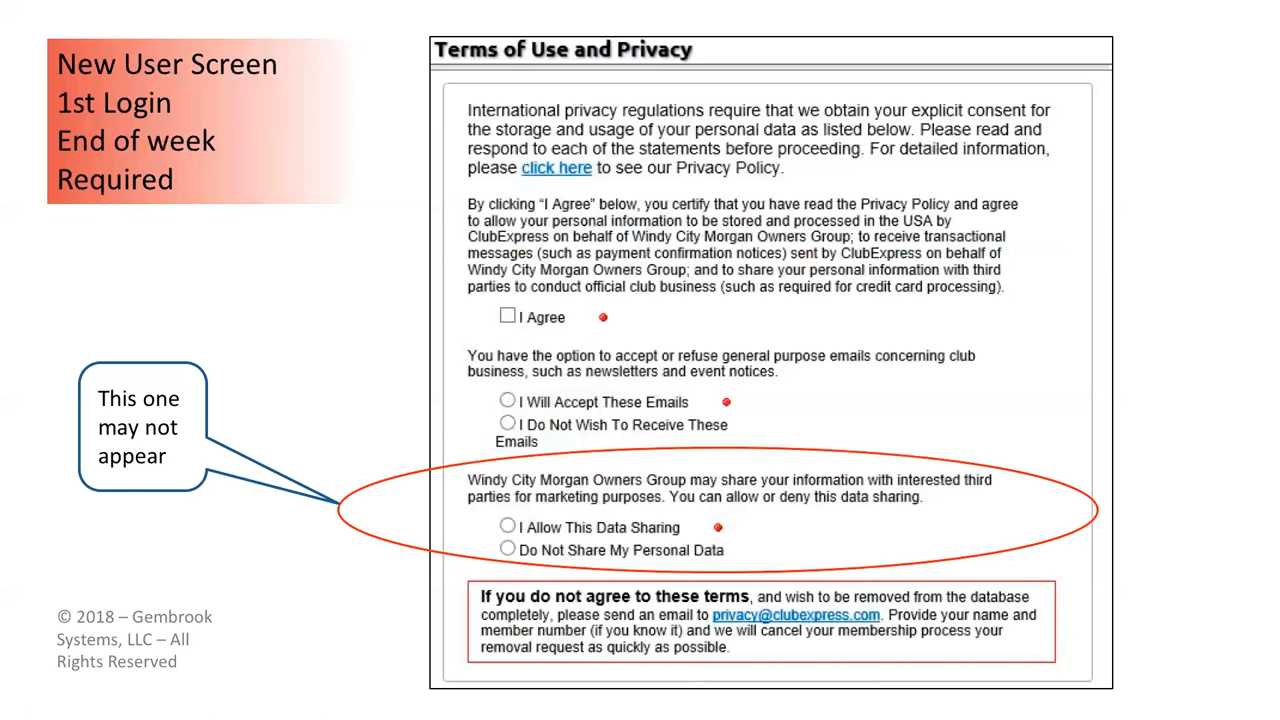 New User Screen
1st Login
End of week
Required
Terms of Use and Privacy
International privacy regulations require that we obtain your explicit consent for
the storage and usage of your personal data as listed below. Please read and
respond to each of the statements before proceeding. For detailed information,
please click here to see our Privacy Policy.
By clicking “I Agree” below, you certify that you have read the Privacy Policy and agree
to allow your personal information to be stored and processed in the USA by
ClubExpress on behalf of Windy City Morgan Owners Group; to receive transactional
messages (such as payment confirmation notices) sent by ClubExpress on behalf of
Windy City Morgan Owners Group; and to share your personal information with third
parties to conduct official club business (such as required for credit card processing).
I Agree
You have the option to accept or refuse general purpose emails concerning club
business, such as newsletters and event notices.
I Will Accept These Emails
I Do Not Wish To Receive These
Emails
This one
may not
appear
Windy City Morgan Owners Group may share your information with interested third
parties for marketing purposes. You can allow or deny this data sharing.
I Allow This Data Sharing
Do Not Share My Personal Data
If you do not agree to these terms, and wish to be removed from the database
completely, please send an email to privacy@clubexpress.com. Provide your name and
member number (if you know it) and we will cancel your membership process your
removal request as quickly as possible.
© 2018 – Gembrook
Systems, LLC – All
Rights Reserved